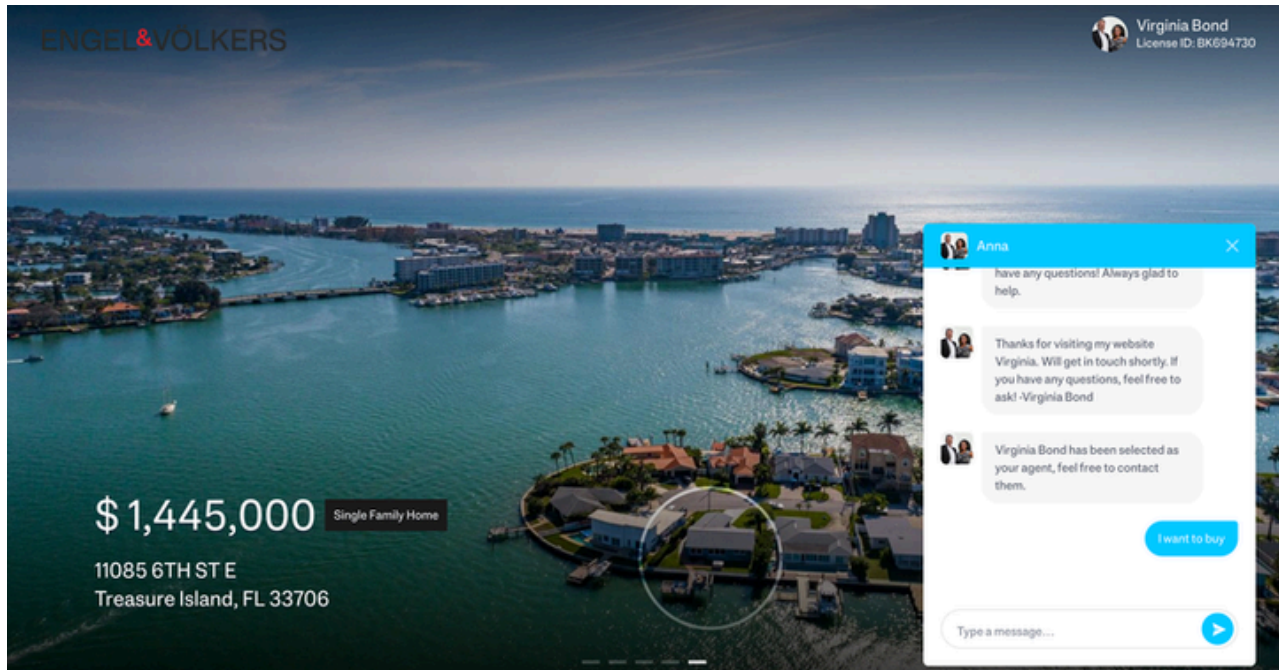 ENGEL&VÖLKERS
Virginia Bond
License ID: BK694730
$1,445,000
Single Family Home
11085 6TH ST E
Treasure Island, FL 33706
Anna
have any questions! Always glad to
help.
Thanks for visiting my website
Virginia. Will get in touch shortly. If
you have any questions, feel free to
ask! -Virginia Bond
Virginia Bond has been selected as
your agent, feel free to contact
them.
I want to buy
Type a message...